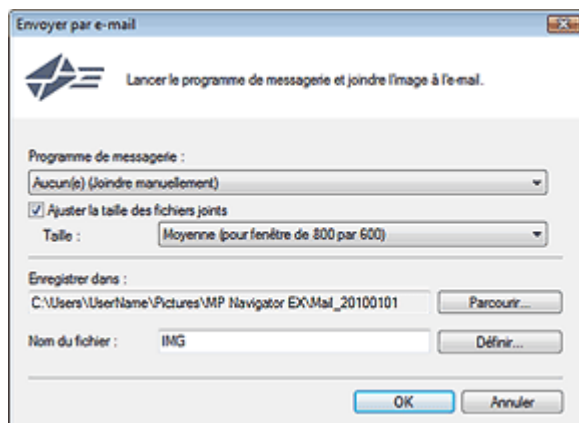 Envoyer par e-mail
Lancer le programme de messagerie et joindre l'image à l'e-mail.
Programme de messagerie :
Aucun(e) (Joindre manuellement)
Ajuster la taille des fichiers joints
Taille : Moyenne (pour fenêtre de 800 par 600)
Enregistrer dans :
C:\Users\UserName\Pictures\MP Navigator EX\Mail_20100101 Parcourir...
Nom du fichier : IMG Définir...
OK Annuler